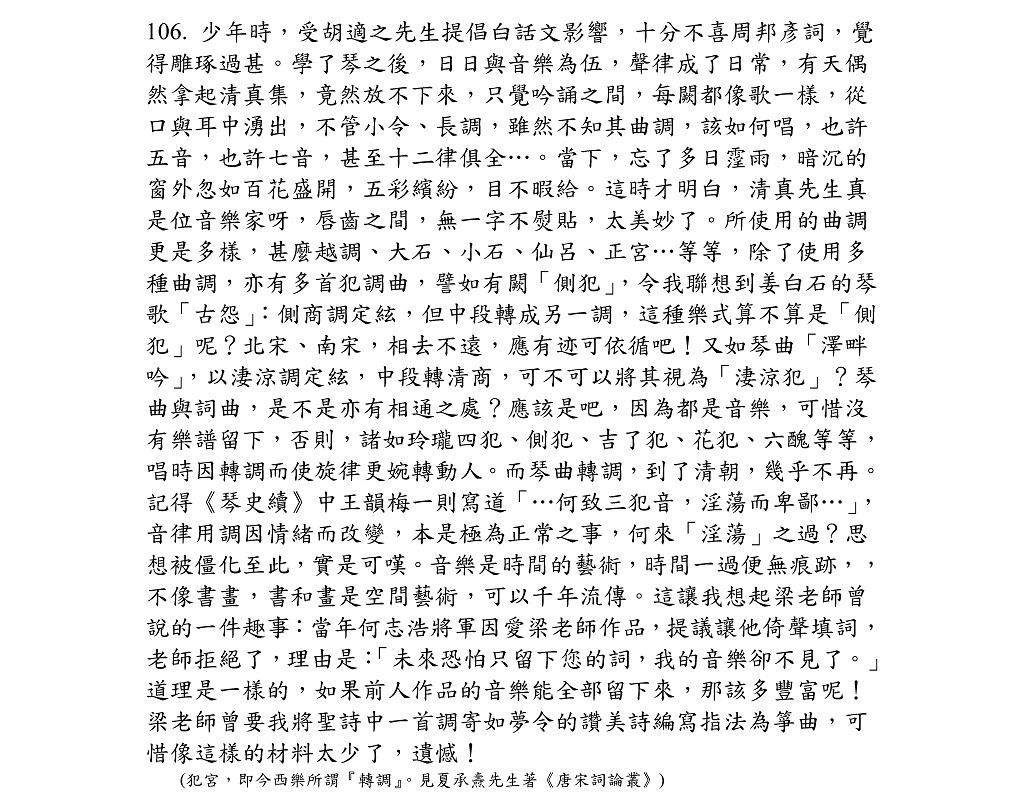 106. 少年時，受胡適之先生提倡白話文影響，十分不喜周邦彥詞，覺
得雕琢過甚。學了琴之後，日日與音樂為伍，聲律成了日常，有天偶
然拿起清真集，竟然放不下來，只覺吟誦之間，每闕都像歌一樣，從
口與耳中湧出，不管小令、長調，雖然不知其曲調，該如何唱，也許
五音，也許七音，甚至十二律俱全…。當下，忘了多日霪雨，暗沉的
窗外忽如百花盛開，五彩繽紛，目不暇給。這時才明白，清真先生真
是位音樂家呀，唇齒之間，無一字不熨貼，太美妙了。所使用的曲調
更是多樣，甚麼越調、大石、小石、仙呂、正宮…等等，除了使用多
種曲調，亦有多首犯調曲，譬如有闕「側犯」，令我聯想到姜白石的琴
歌「古怨」：側商調定絃，但中段轉成另一調，這種樂式算不算是「側
犯」呢？北宋、南宋，相去不遠，應有迹可依循吧！又如琴曲「澤畔
吟」，以淒涼調定絃，中段轉清商，可不可以將其視為「淒涼犯」？琴
曲與詞曲，是不是亦有相通之處？應該是吧，因為都是音樂，可惜沒
有樂譜留下，否則，諸如玲瓏四犯、側犯、吉了犯、花犯、六醜等等，
唱時因轉調而使旋律更婉轉動人。而琴曲轉調，到了清朝，幾乎不再。
記得《琴史續》中王韻梅一則寫道「…何致三犯音，淫蕩而卑鄙…」，
音律用調因情緒而改變，本是極為正常之事，何來「淫蕩」之過？思
想被僵化至此，實是可嘆。音樂是時間的藝術，時間一過便無痕跡，，
不像書畫，書和畫是空間藝術，可以千年流傳。這讓我想起梁老師曾
說的一件趣事：當年何志浩將軍因愛梁老師作品，提議讓他倚聲填詞，
老師拒絕了，理由是：「未來恐怕只留下您的詞，我的音樂卻不見了。」
道理是一樣的，如果前人作品的音樂能全部留下來，那該多豐富呢！
梁老師曾要我將聖詩中一首調寄如夢令的讚美詩編寫指法為箏曲，可
惜像這樣的材料太少了，遺憾！
(犯宮，即今西樂所謂『轉調』。見夏承燾先生著《唐宋詞論叢》)